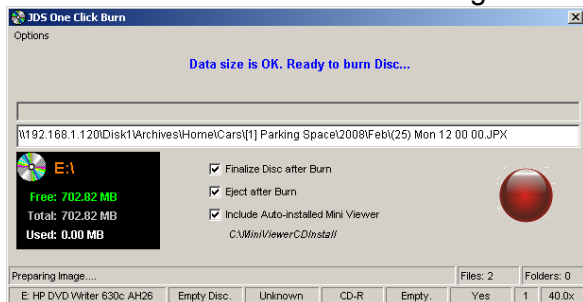 JDS One Click Burn
Options
Data size is OK. Ready to burn Disc...
\\192.168.1.120\Disk1\Archives\Home\Cars\[1] Parking Space\2008\Feb\(25) Mon 12 00 00.JPX
E:\
Free: 702.82 MB
Total: 702.82 MB
Used: 0.00 MB
Finalize Disc after Burn
Eject after Burn
Include Auto-installed Mini Viewer
C:\MiniViewerCDInstall
Preparing Image.... Files: 2 Folders: 0
E: HP DVD Writer 630c AH26 Empty Disc. Unknown CD-R Empty. Yes 1 40.0x